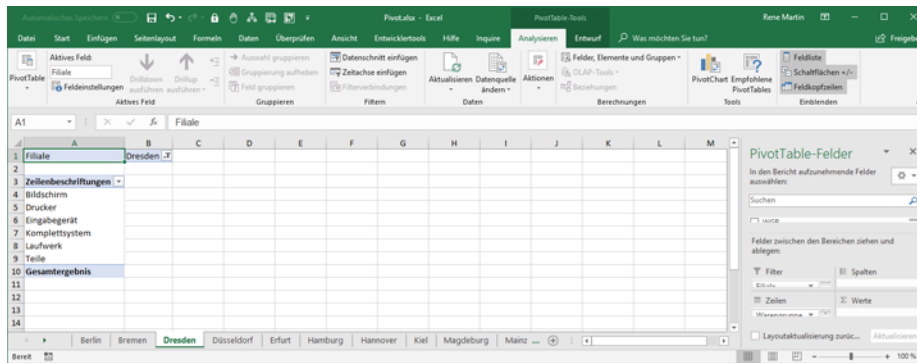 Automatisches Speichern Pivot.xlsx - Excel PivotTable-Tools Rene Martin
Datei Start Einfügen Seitenlayout Formeln Daten Überprüfen Ansicht Entwicklertools Hilfe Inquire Analysieren Entwurf Was möchten Sie tun? Freigeb
PivotTable
Aktives Feld:
Filiale
Feldeinstellungen
Drilldown ausführen
Drillup ausführen
Aktives Feld
Auswahl gruppieren
Gruppierung aufheben
Feld gruppieren
Gruppieren
Datenschnitt einfügen
Zeitachse einfügen
Filterverbindungen
Filtern
Aktualisieren
Datenquelle ändern
Daten
Aktionen
Felder, Elemente und Gruppen
OLAP-Tools
Beziehungen
Berechnungen
PivotChart
Empfohlene PivotTables
Tools
Feldliste
Schaltflächen +/-
Feldkopfzeilen
Einblenden
A1 fx Filiale
A B C D E F G H I J K L M
1 Filiale Dresden
2
3 Zeilenbeschriftungen
4 Bildschirm
5 Drucker
6 Eingabegerät
7 Komplettsystem
8 Laufwerk
9 Teile
10 Gesamtergebnis
11
12
13
14
PivotTable-Felder
In den Bericht aufzunehmende Felder
auswählen:
Suchen
Felder zwischen den Bereichen ziehen und
ablegen:
Filter Spalten
Filiale
Zeilen Σ Werte
Warengruppe
Layoutaktualisierung zurüc... Aktualisieren
Berlin Bremen Dresden Düsseldorf Erfurt Hamburg Hannover Kiel Magdeburg Mainz ...
Bereit 100 %